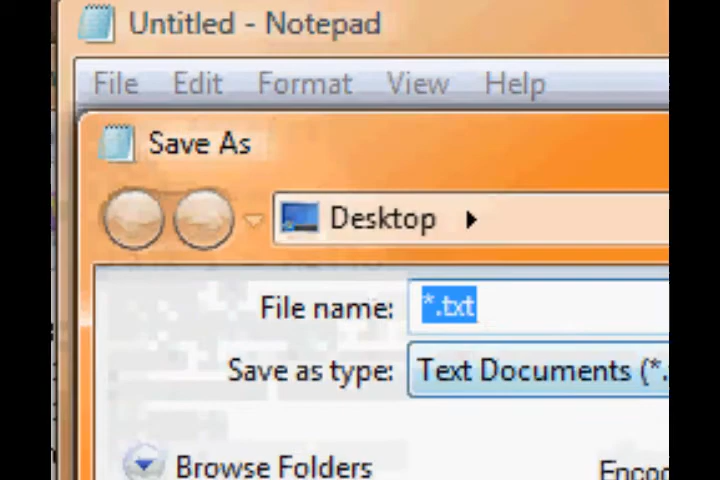 Untitled - Notepad
File Edit Format View Help
Save As
Desktop
File name: *.txt
Save as type: Text Documents (*.
Browse Folders